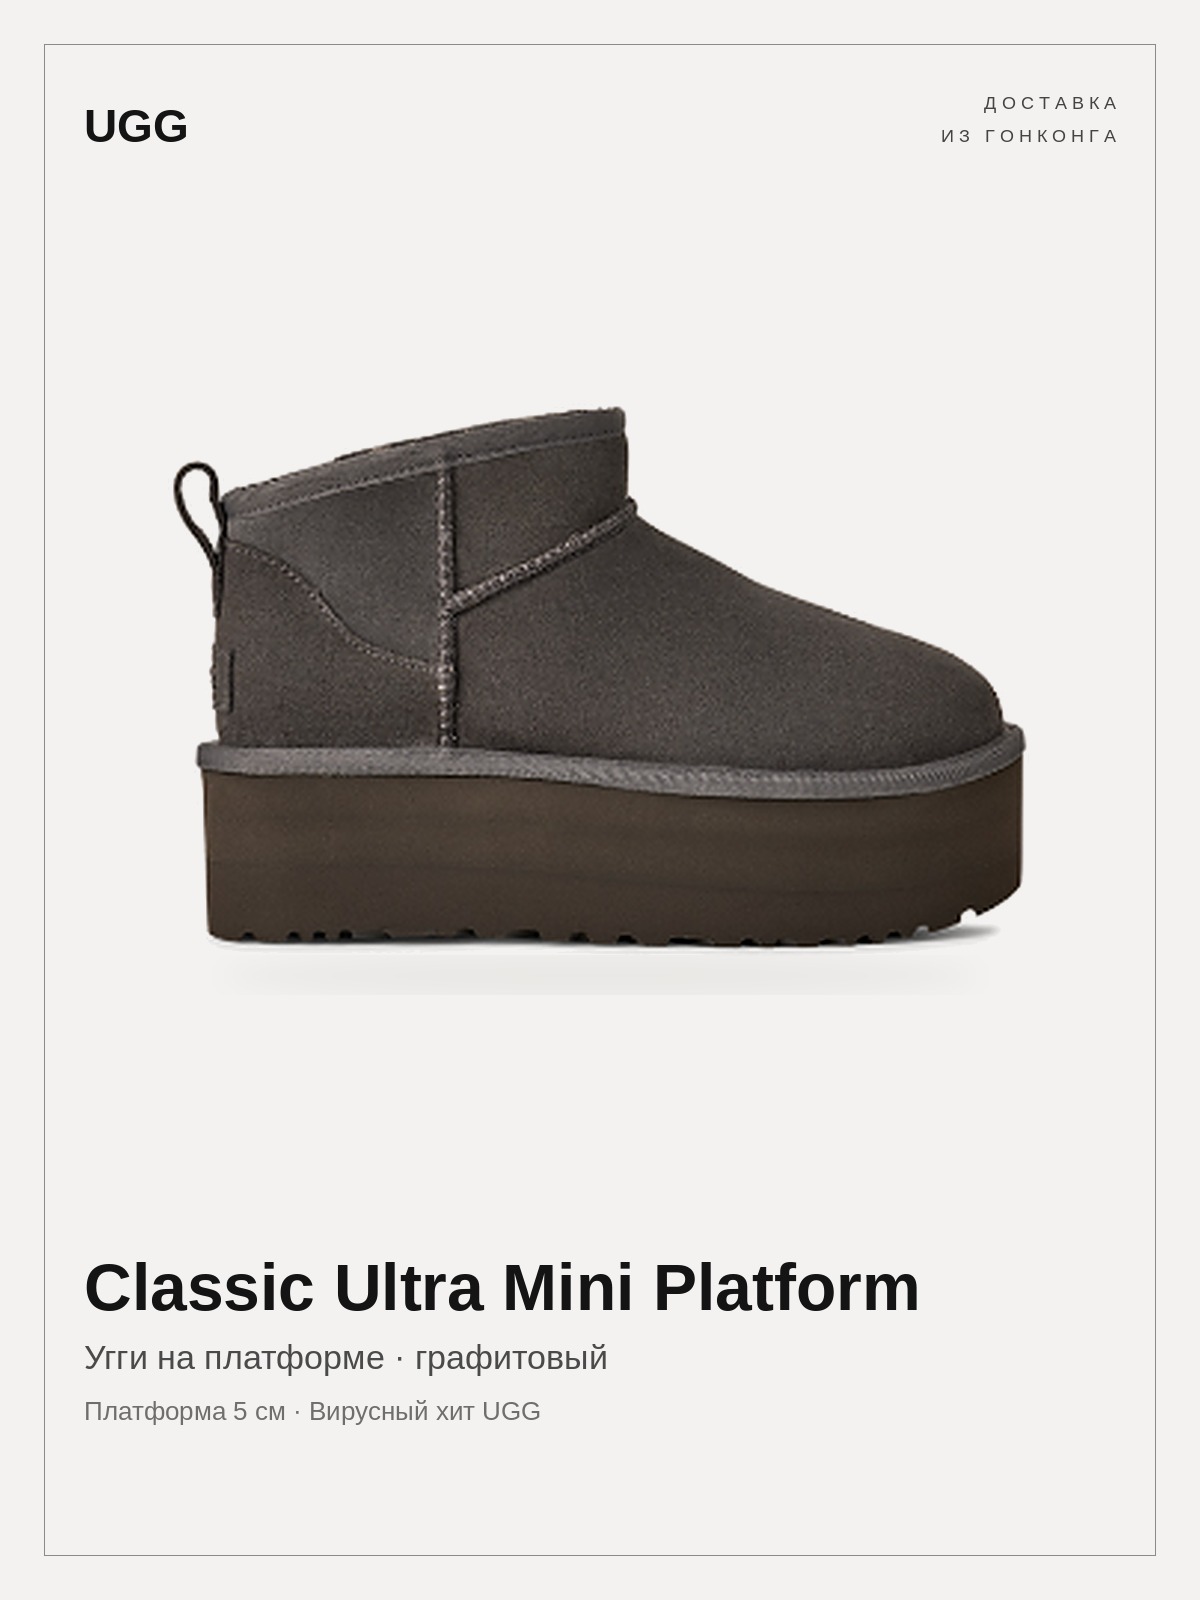 UGG
ДОСТАВКА
ИЗ ГОНКОНГА
Classic Ultra Mini Platform
Угги на платформе · графитовый
Платформа 5 см · Вирусный хит UGG